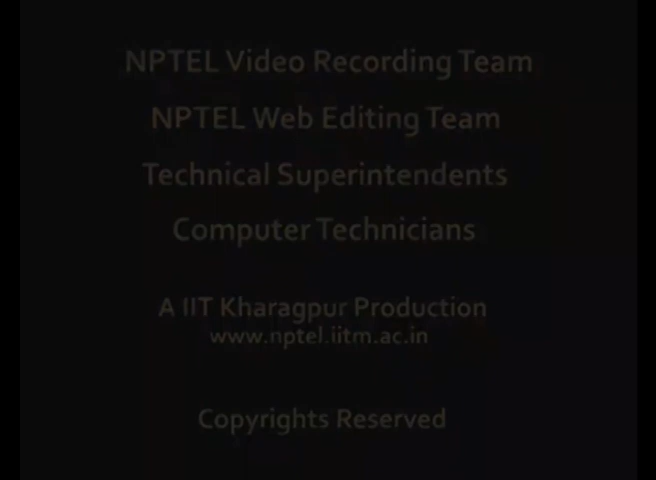 NPTEL Video Recording Team
NPTEL Web Editing Team
Technical Superintendents
Computer Technicians
A IIT Kharagpur Production
www.nptel.iitm.ac.in
Copyrights Reserved